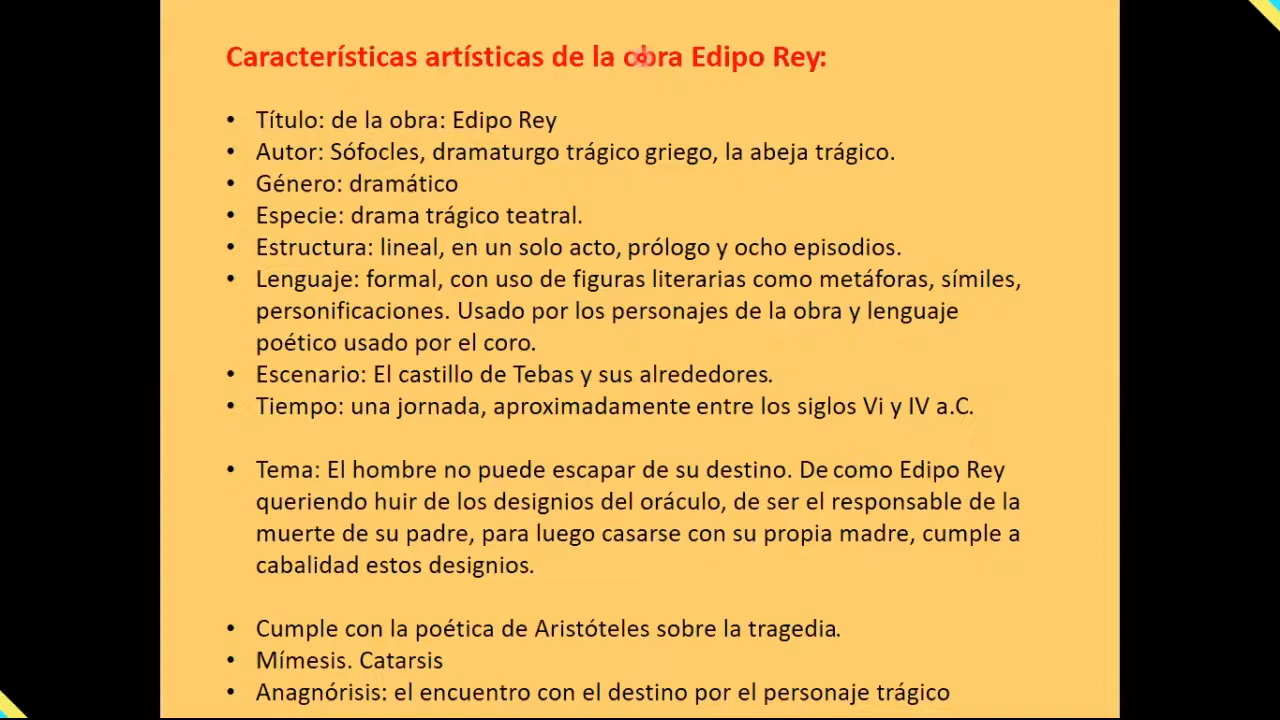 Características artísticas de la obra Edipo Rey:
• Título: de la obra: Edipo Rey
• Autor: Sófocles, dramaturgo trágico griego, la abeja trágico.
• Género: dramático
• Especie: drama trágico teatral.
• Estructura: lineal, en un solo acto, prólogo y ocho episodios.
• Lenguaje: formal, con uso de figuras literarias como metáforas, símiles,
personificaciones. Usado por los personajes de la obra y lenguaje
poético usado por el coro.
• Escenario: El castillo de Tebas y sus alrededores.
• Tiempo: una jornada, aproximadamente entre los siglos Vi y IV a.C.
• Tema: El hombre no puede escapar de su destino. De como Edipo Rey
queriendo huir de los designios del oráculo, de ser el responsable de la
muerte de su padre, para luego casarse con su propia madre, cumple a
cabalidad estos designios.
• Cumple con la poética de Aristóteles sobre la tragedia.
• Mímesis. Catarsis
• Anagnórisis: el encuentro con el destino por el personaje trágico